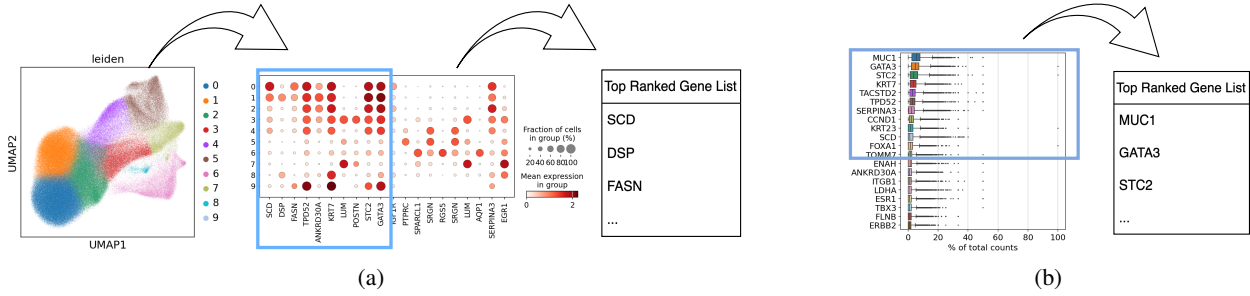 leiden
UMAP2
UMAP1
0
1
2
3
4
5
6
7
8
9
0
1
2
3
4
5
6
7
8
9
SCD
DSP
FASN
TPD52
ANKRD30A
KRT7
LUM
POSTN
STC2
GATA3
PTPRC
SPARCL1
SRGN
RGS5
SRGN
LUM
AQP1
SERPINA3
EGR1
Fraction of cells
in group (%)
20 40 60 80100
Mean expression
in group
0 2
Top Ranked Gene List
SCD
DSP
FASN
...
(a)
MUC1
GATA3
STC2
KRT7
TACSTD2
TPD52
SERPINA3
CCND1
KRT23
SCD
FOXA1
TOMM7
ENAH
ANKRD30A
ITGB1
LDHA
ESR1
TBX3
FLNB
ERBB2
0 20 40 60 80 100
% of total counts
Top Ranked Gene List
MUC1
GATA3
STC2
...
(b)